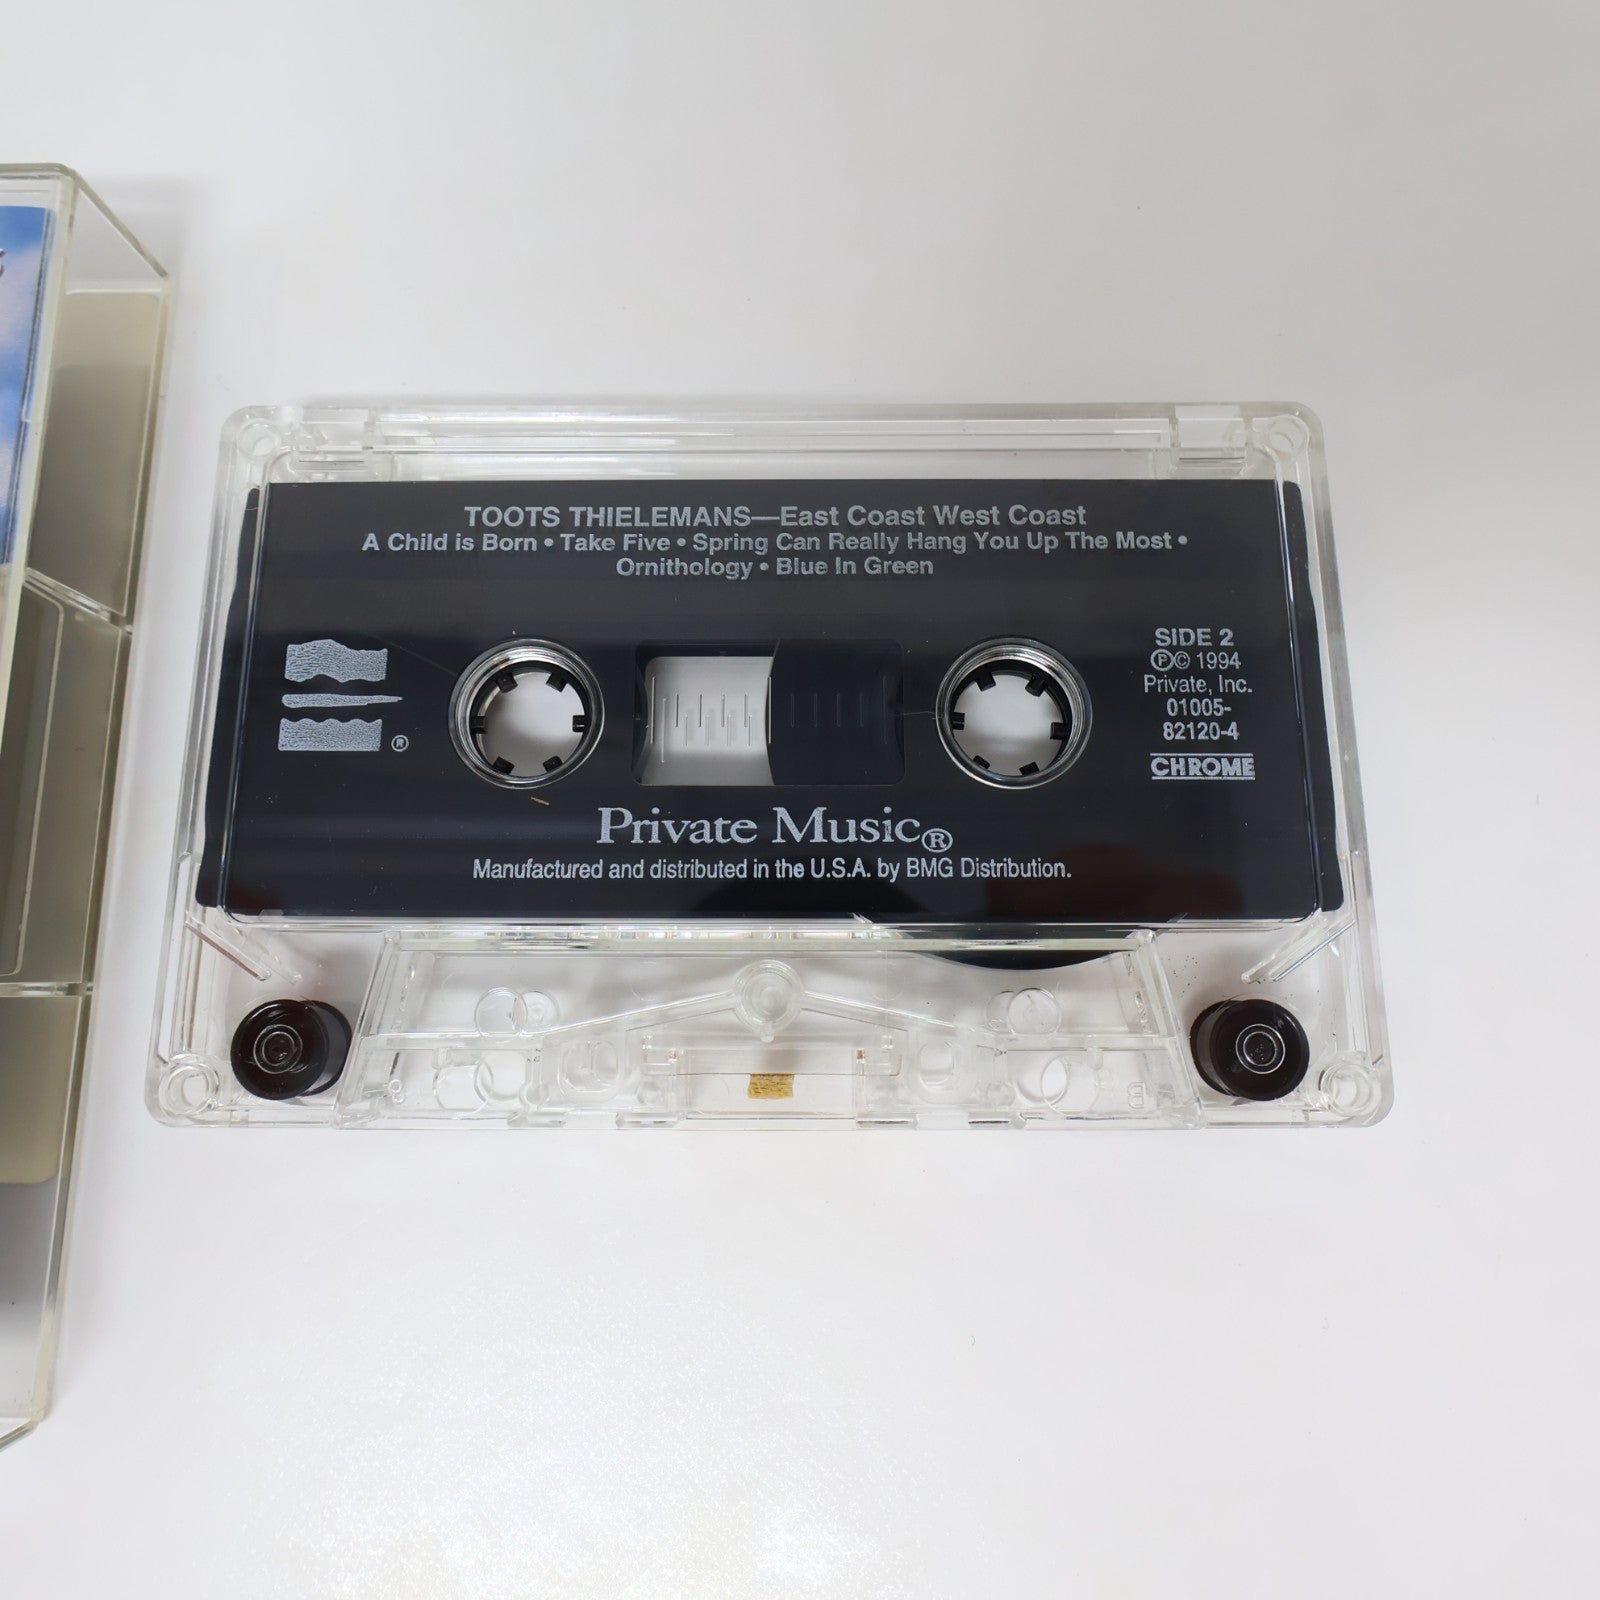 TOOTS THIELEMANS—East Coast West Coast
A Child is Born • Take Five • Spring Can Really Hang You Up The Most •
Ornithology • Blue In Green
SIDE 2
℗© 1994
Private, Inc.
01005-
82120-4
CHROME
®
Private Music®
Manufactured and distributed in the U.S.A. by BMG Distribution.